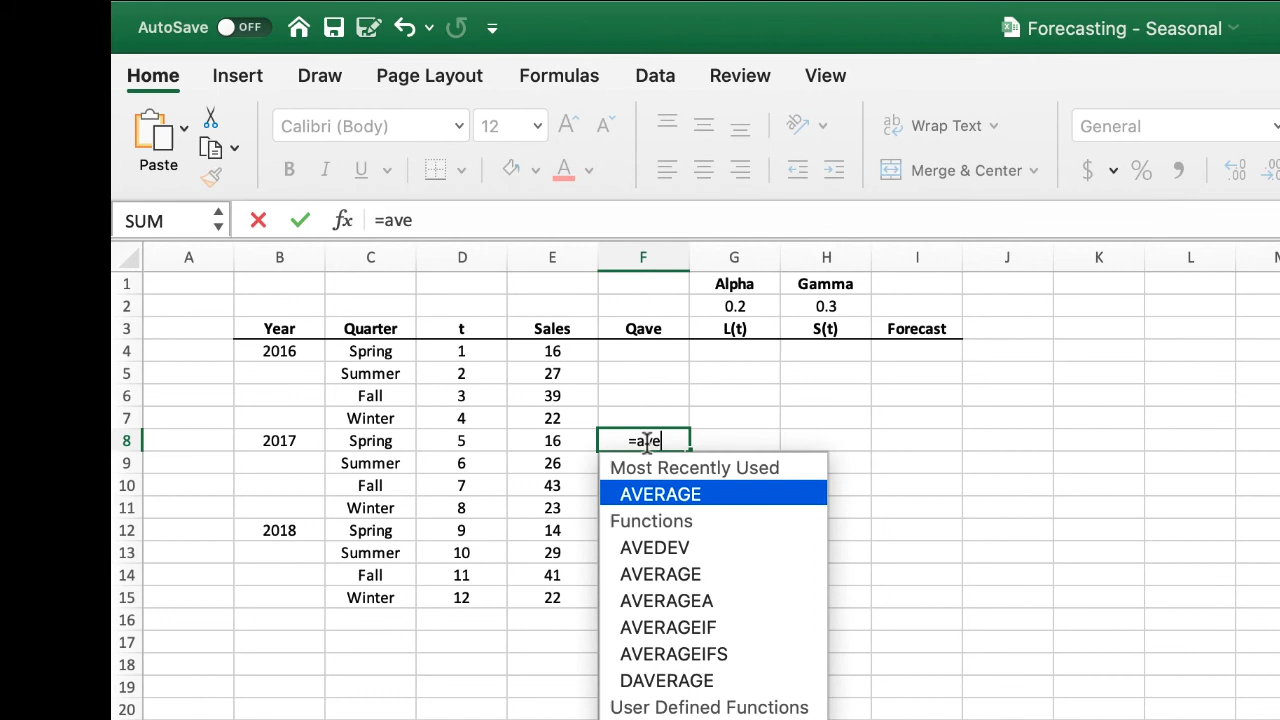 AutoSave OFF Forecasting - Seasonal
Home Insert Draw Page Layout Formulas Data Review View
Paste Calibri (Body) 12 A A ab c Wrap Text General
B I U A Merge & Center $ % 9 .00
SUM fx =ave
A B C D E F G H I J K L
1 Alpha Gamma
2 0.2 0.3
3 Year Quarter t Sales Qave L(t) S(t) Forecast
4 2016 Spring 1 16
5 Summer 2 27
6 Fall 3 39
7 Winter 4 22
8 2017 Spring 5 16 =ave
9 Summer 6 26 Most Recently Used
10 Fall 7 43 AVERAGE
11 Winter 8 23 Functions
12 2018 Spring 9 14 AVEDEV
13 Summer 10 29 AVERAGE
14 Fall 11 41 AVERAGEA
15 Winter 12 22 AVERAGEIF
16 AVERAGEIFS
17 DAVERAGE
18 User Defined Functions
19
20